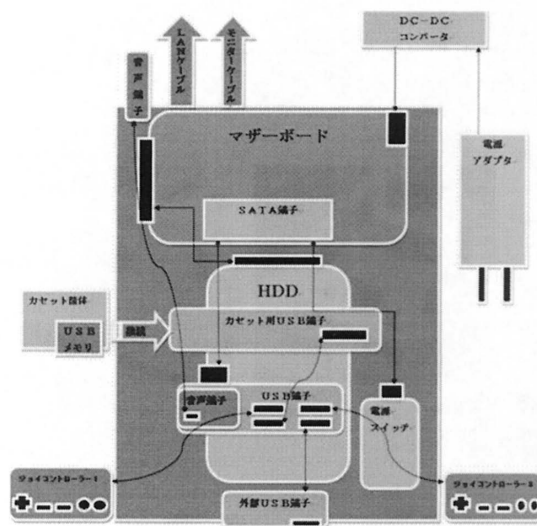 音声端子
LANケーブル
モニターケーブル
DC-DC
コンバータ
マザーボード
電源
アダプタ
SATA端子
HDD
カセット筐体
USB
メモリ
接続
カセット用USB端子
音声端子
USB端子
電源
スイッチ
ジョイコントローラー1
外部USB端子
ジョイコントローラー2